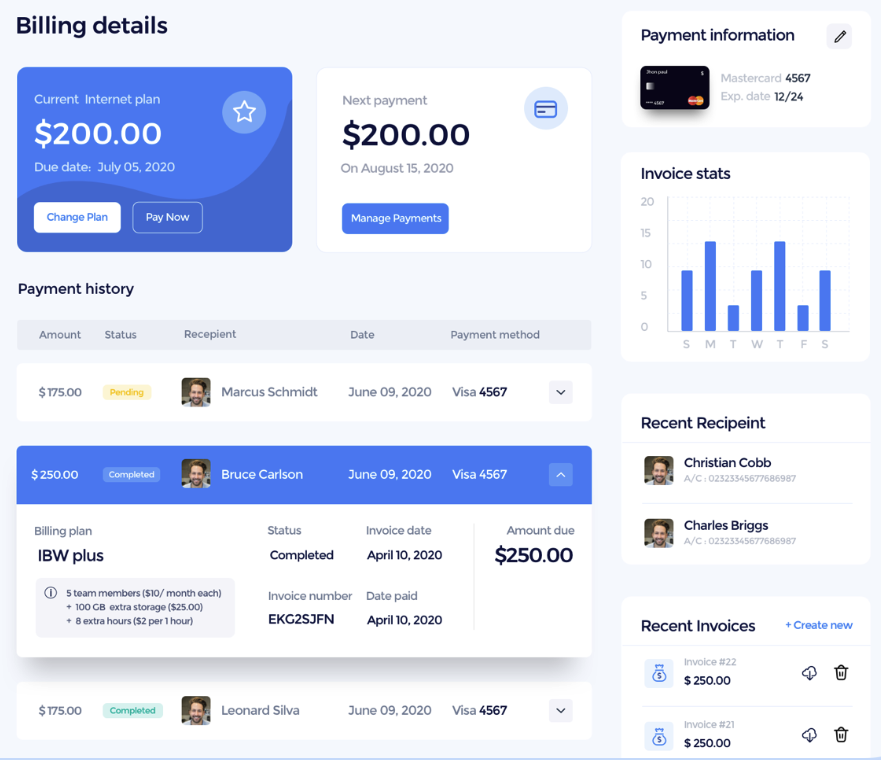 Billing details
Current Internet plan
$200.00
Due date: July 05, 2020
Change Plan
Pay Now
Next payment
$200.00
On August 15, 2020
Manage Payments
Payment history
Amount Status Recepient Date Payment method
$175.00 Pending Marcus Schmidt June 09, 2020 Visa 4567
$250.00 Completed Bruce Carlson June 09, 2020 Visa 4567
Billing plan
IBW plus
5 team members ($10/ month each)
+ 100 GB extra storage ($25.00)
+ 8 extra hours ($2 per 1 hour)
Status
Completed
Invoice date
April 10, 2020
Invoice number
EKG2SJFN
Date paid
April 10, 2020
Amount due
$250.00
$175.00 Completed Leonard Silva June 09, 2020 Visa 4567
Payment information
Jhon paul
4567
Mastercard 4567
Exp. date 12/24
Invoice stats
20
15
10
5
0
S M T W T F S
Recent Recipeint
Christian Cobb
A/C : 02323345677686987
Charles Briggs
A/C : 02323345677686987
Recent Invoices + Create new
Invoice #22
$ 250.00
Invoice #21
$ 250.00